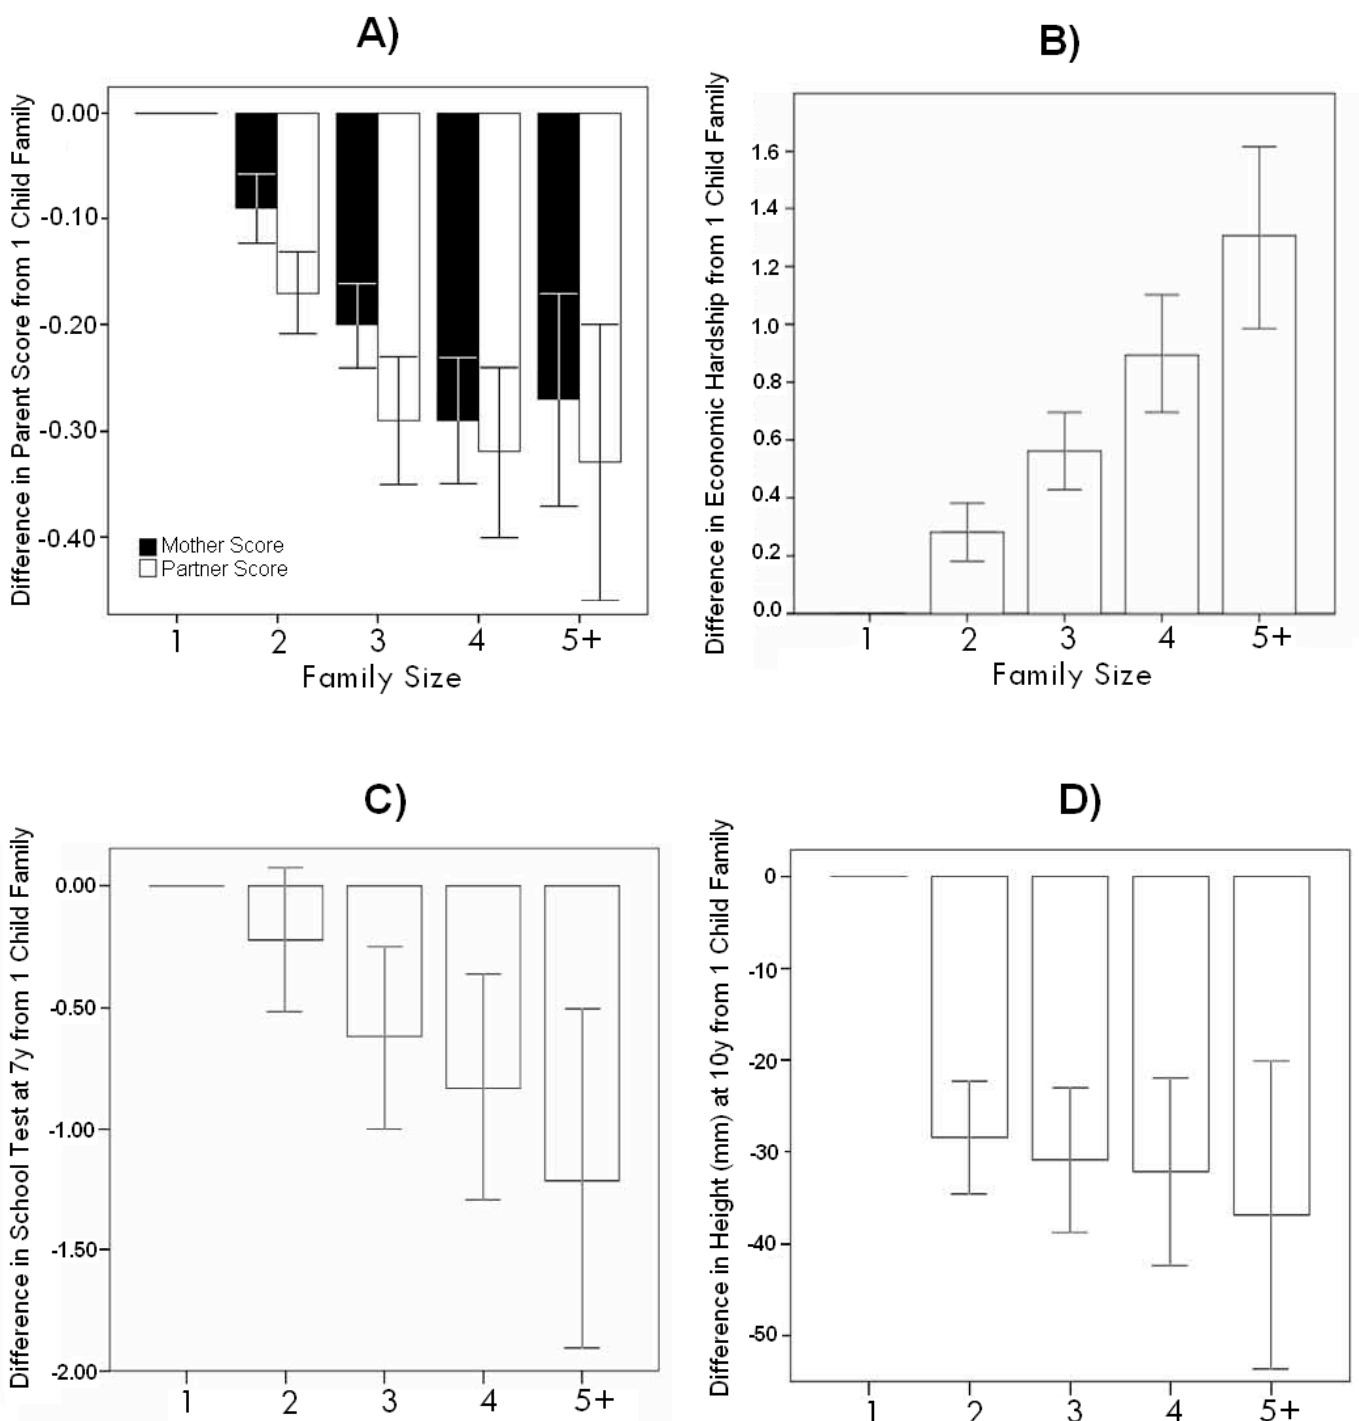 A)
Difference in Parent Score from 1 Child Family
0.00
-0.10
-0.20
-0.30
-0.40
Mother Score
Partner Score
1 2 3 4 5+
Family Size
B)
Difference in Economic Hardship from 1 Child Family
1.6
1.4
1.2
1.0
0.8
0.6
0.4
0.2
0.0
1 2 3 4 5+
Family Size
C)
Difference in School Test at 7y from 1 Child Family
0.00
-0.50
-1.00
-1.50
-2.00
1 2 3 4 5+
D)
Difference in Height (mm) at 10y from 1 Child Family
0
-10
-20
-30
-40
-50
1 2 3 4 5+